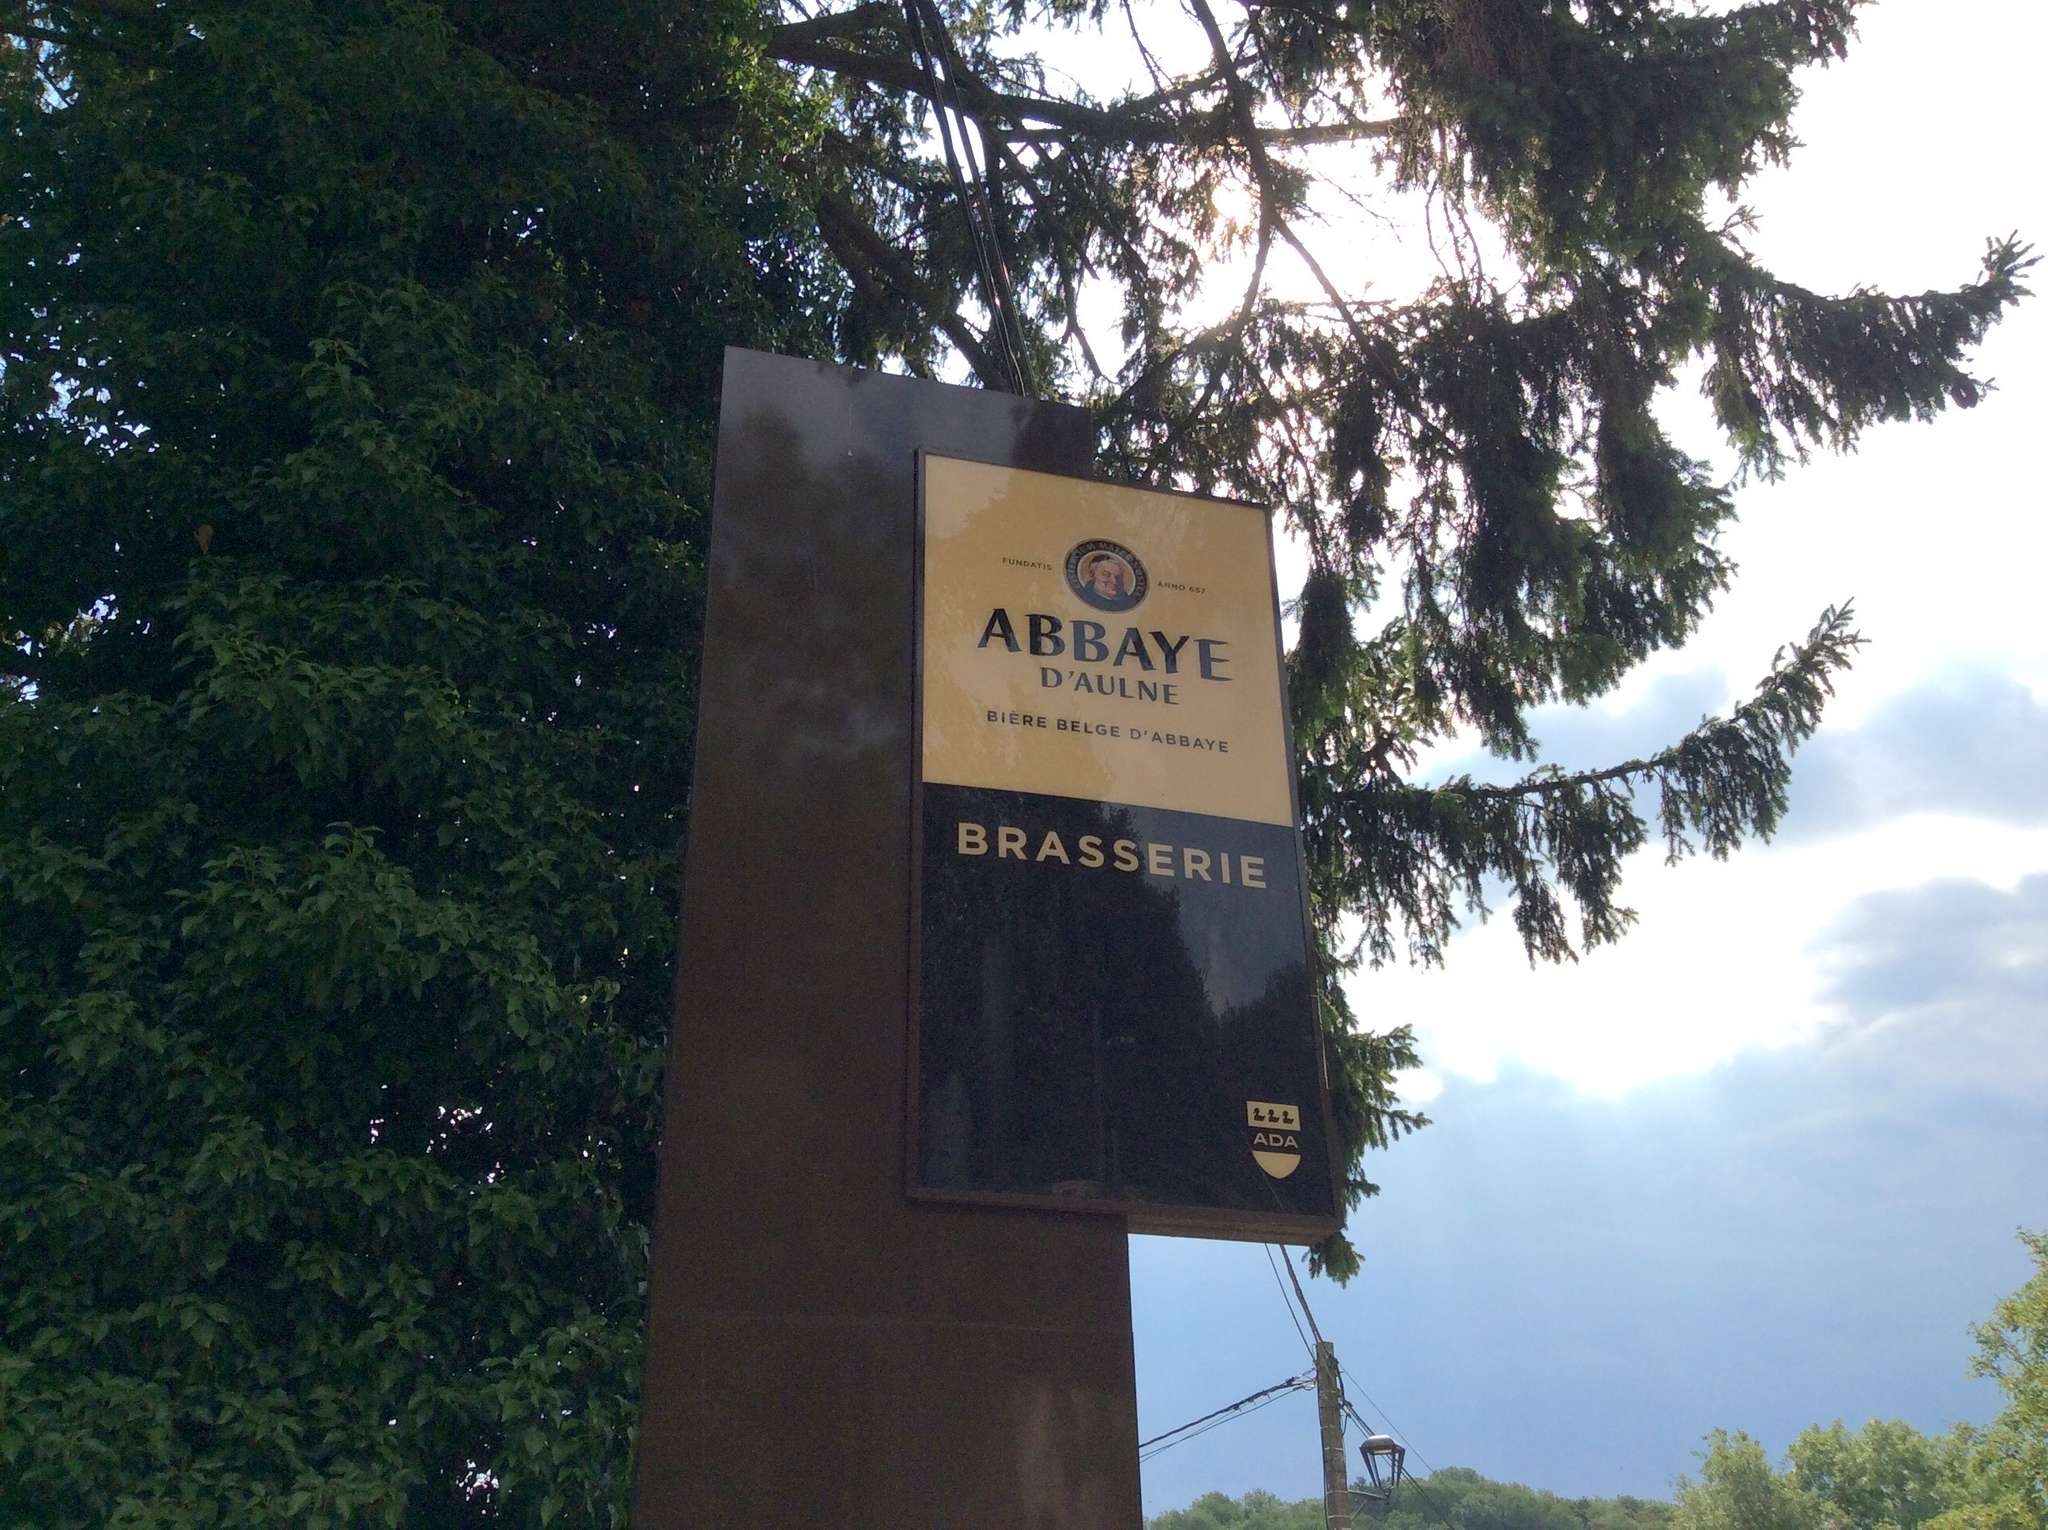 FUNDATIS ANNO 657
ABBAYE
D'AULNE
BIÈRE BELGE D'ABBAYE
BRASSERIE
ADA